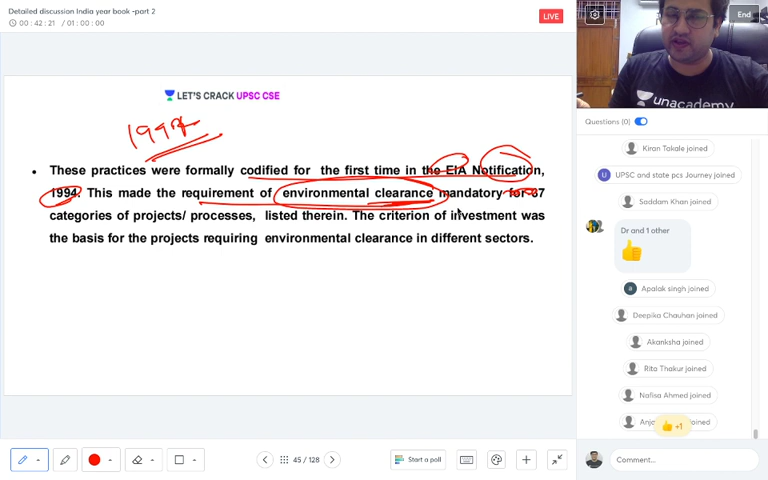 Detailed discussion India year book -part 2
00 : 42 : 21 / 01 : 00 : 00
LIVE
End
LET'S CRACK UPSC CSE
unacademy
1994
Questions (0)
• These practices were formally codified for the first time in the EIA Notification,
1994. This made the requirement of environmental clearance mandatory for 37
categories of projects/ processes, listed therein. The criterion of investment was
the basis for the projects requiring environmental clearance in different sectors.
Kiran Takale joined
U UPSC and state pcs Journey joined
Saddam Khan joined
Dr and 1 other
a Apalak singh joined
Deepika Chauhan joined
Akanksha joined
Rita Thakur joined
Nafisa Ahmed joined
joined
+1
45 / 128
Start a poll
Comment...